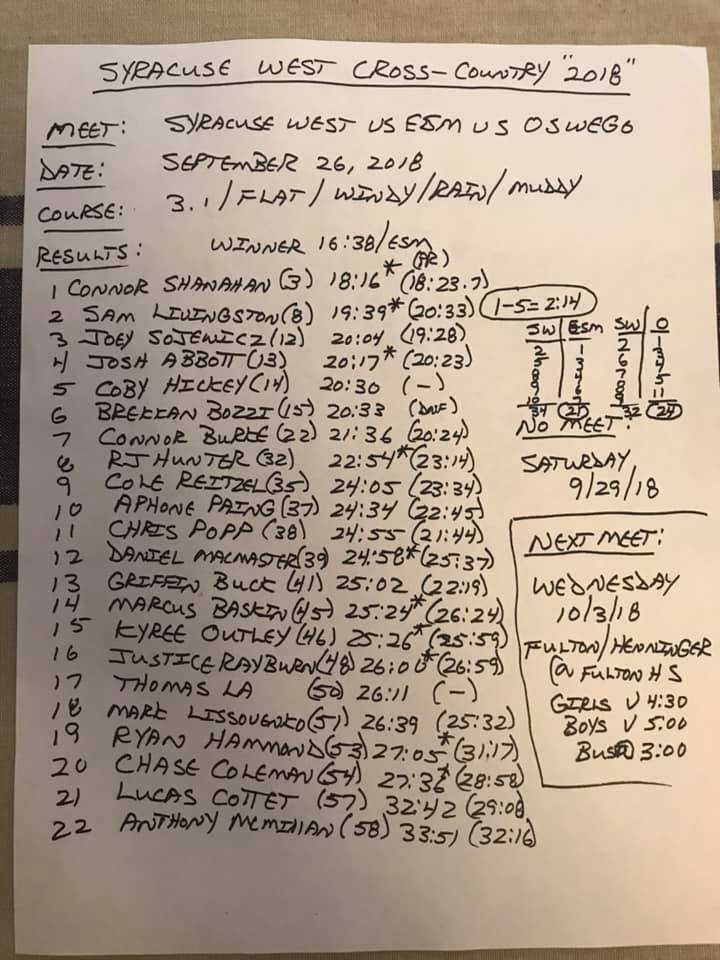 SYRACUSE WEST CROSS-COUNTRY "2018"
MEET: SYRACUSE WEST VS ESM VS OSWEGO
DATE: SEPTEMBER 26, 2018
COURSE: 3.1/FLAT/WINDY/RAIN/MUDDY
RESULTS: WINNER 16:38/ESM
(PR)
1 CONNOR SHANAHAN (3) 18:16* (18:23.7)
2 SAM LIVINGSTON (8) 19:39* (20:33)
3 JOEY SOJEWICZ (12) 20:04 (19:28)
4 JOSH ABBOTT (13) 20:17* (20:23)
5 COBY HICKEY (14) 20:30 (-)
6 BREKIAN BOZZI (15) 20:33 (DNF)
7 CONNOR BURKE (22) 21:36 (20:24)
8 RJ HUNTER (32) 22:54* (23:14)
9 COLE REITZEL (35) 24:05 (23:34)
10 APHONE PAING (37) 24:34 (22:45)
11 CHRIS POPP (38) 24:55 (21:44)
12 DANIEL MACMASTER (39) 24:58* (25:37)
13 GRIFFIN BUCK (41) 25:02 (22:19)
14 MARCUS BASKIN (45) 25:24* (26:24)
15 KYREE OUTLEY (46) 25:26* (25:59)
16 JUSTICE RAYBURN (48) 26:00* (26:59)
17 THOMAS LA (50) 26:11 (-)
18 MARK (51) 26:39 (25:32)
19 RYAN HAMMOND (53) 27:05* (31:17)
20 CHASE COLEMAN (54) 27:36* (28:58)
21 LUCAS COTTET (57) 32:42 (29:08)
22 ANTHONY MCMILLIAN (58) 33:51 (32:16)
1-5 = 2:14
SW ESM SW O
2 1 2 1
5 3 6 3
8 4 7 4
9 6 8 5
10 7 9 11
34 21 32 24
NO MEET:
SATURDAY
9/29/18
NEXT MEET:
WEDNESDAY
10/3/18
FULTON/HENNINGER
@ FULTON HS
GIRLS V 4:30
BOYS V 5:00
BUS @ 3:00